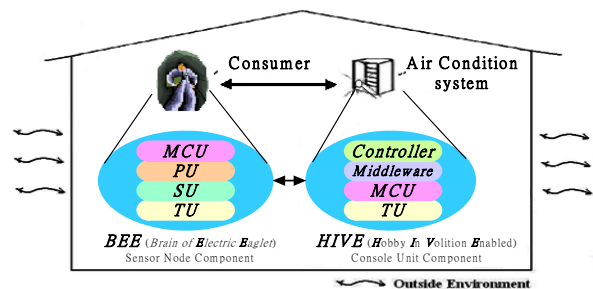 Consumer
Air Condition
system
MCU
PU
SU
TU
Controller
Middleware
MCU
TU
BEE (Brain of Electric Eaglet)
Sensor Node Component
HIVE (Hobby In Volition Enabled)
Console Unit Component
Outside Environment